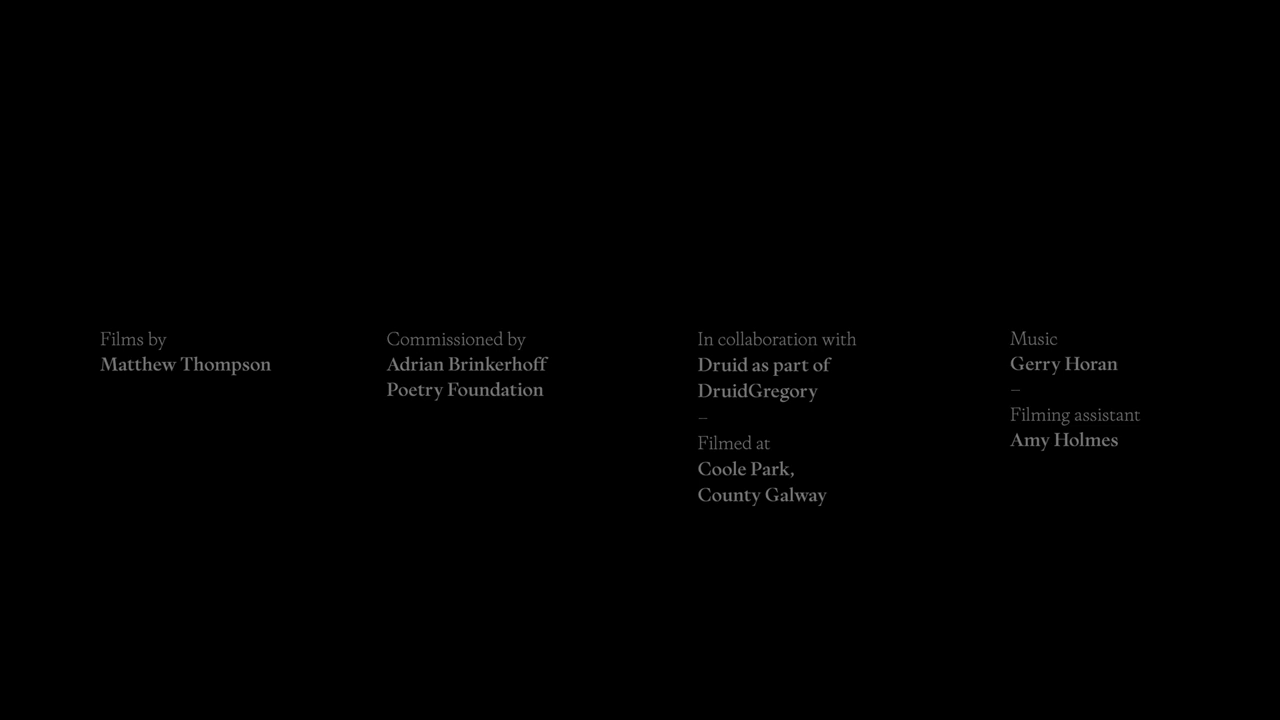 Films by
Matthew Thompson
Commissioned by
Adrian Brinkerhoff
Poetry Foundation
In collaboration with
Druid as part of
DruidGregory
–
Filmed at
Coole Park,
County Galway
Music
Gerry Horan
–
Filming assistant
Amy Holmes